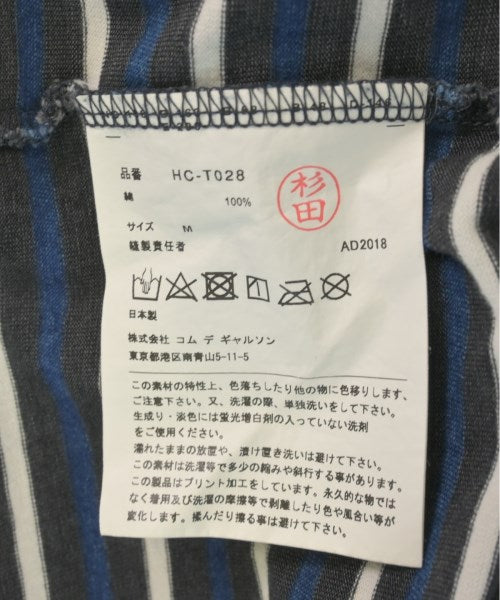 品番 HC-T028
杉田
綿 100%
サイズ M
縫製責任者 AD2018
日本製
株式会社 コム デ ギャルソン
東京都港区南青山5-11-5
この素材の特性上、色落ちしたり他の物に色移りします、
ご注意下さい。又、洗濯の際、単独洗いをして下さい。
生成り・淡色には蛍光増白剤の入っていない洗剤
をご使用ください。
濡れたままの放置や、漬け置き洗いは避けて下さい。
この素材は洗濯等で多少の縮みや斜行する事があります。
この製品はプリント加工をしています。永久的な物では
なく着用及び洗濯の摩擦等で剥離したり色や風合い等が
変化します。揉んだり擦る事は避けて下さい。